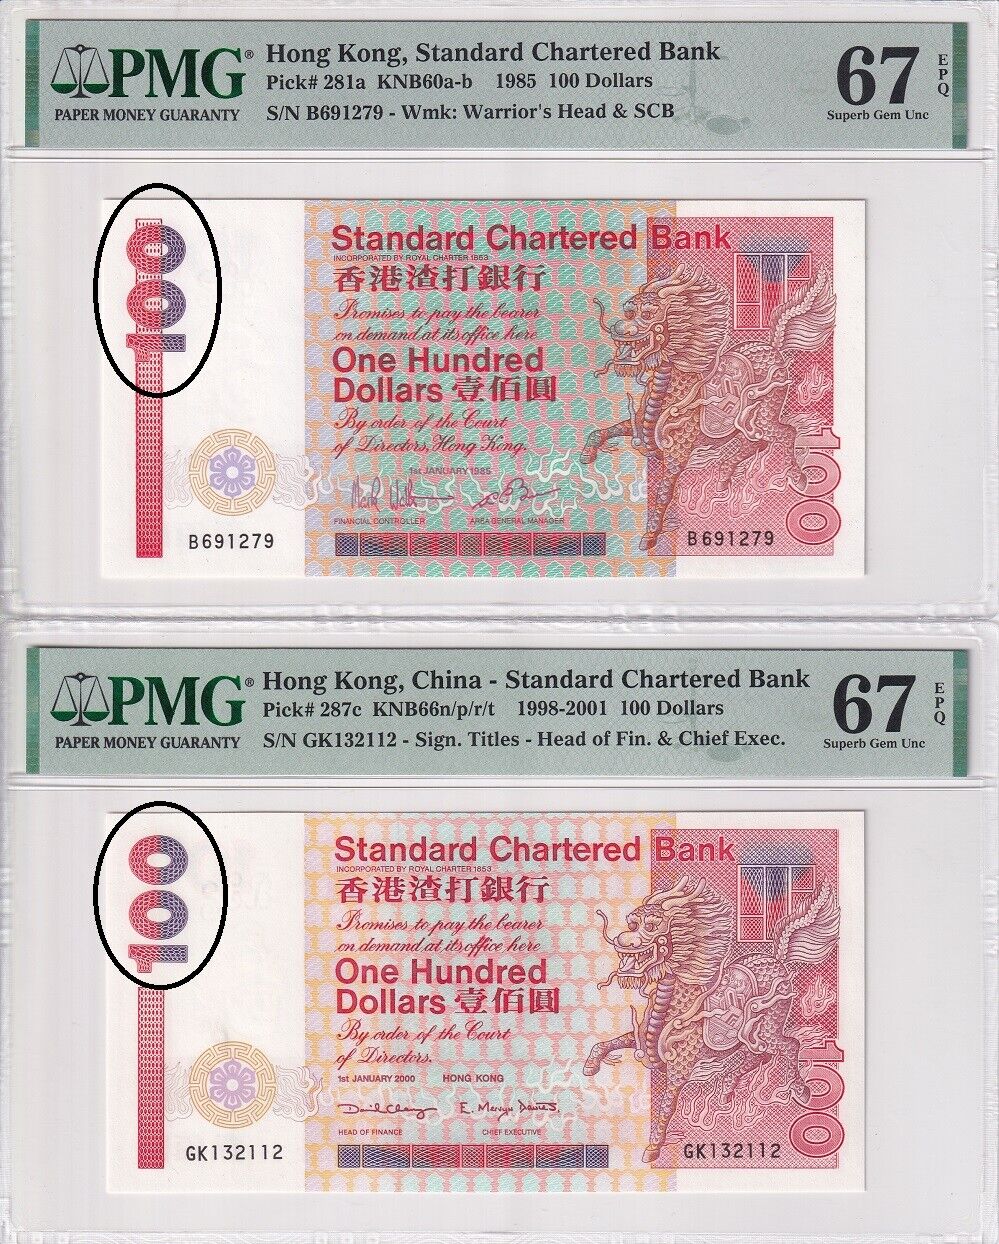 PMG®
PAPER MONEY GUARANTY
Hong Kong, Standard Chartered Bank
Pick# 281a KNB60a-b 1985 100 Dollars
S/N B691279 - Wmk: Warrior's Head & SCB
67 EPQ
Superb Gem Unc
100
Standard Chartered Bank
INCORPORATED BY ROYAL CHARTER 1853
香港渣打銀行
Promises to pay the bearer
on demand at its office here
One Hundred
Dollars 壹佰圓
By order of the Court
of Directors, Hong Kong.
1st JANUARY 1985
FINANCIAL CONTROLLER AREA GENERAL MANAGER
B691279 B691279
100
PMG®
PAPER MONEY GUARANTY
Hong Kong, China - Standard Chartered Bank
Pick# 287c KNB66n/p/r/t 1998-2001 100 Dollars
S/N GK132112 - Sign. Titles - Head of Fin. & Chief Exec.
67 EPQ
Superb Gem Unc
100
Standard Chartered Bank
INCORPORATED BY ROYAL CHARTER 1853
香港渣打銀行
Promises to pay the bearer
on demand at its office here
One Hundred
Dollars 壹佰圓
By order of the Court
of Directors.
1st JANUARY 2000 HONG KONG
E. Mervyn Davies
HEAD OF FINANCE CHIEF EXECUTIVE
GK132112 GK132112
100